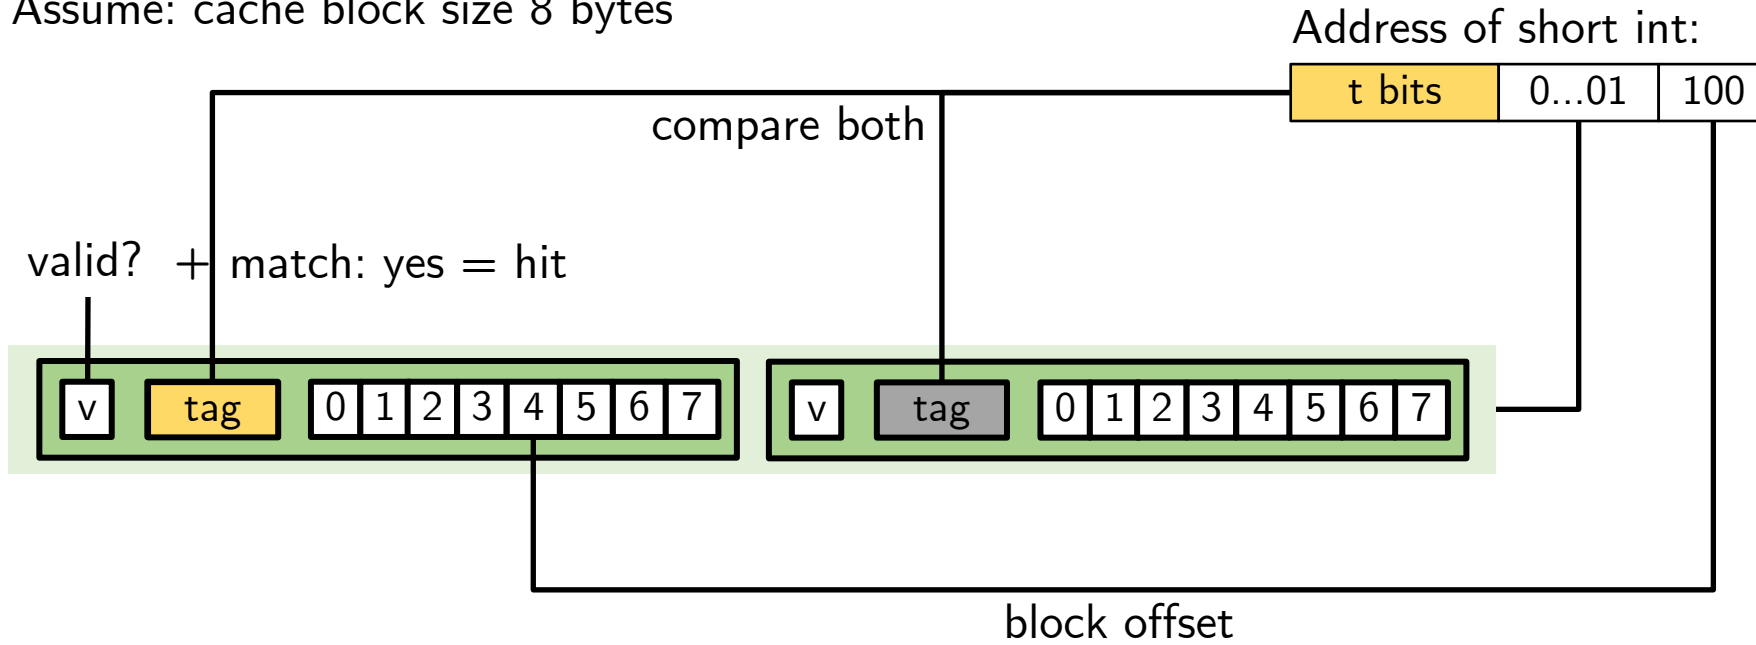 Assume: cache block size 8 bytes
Address of short int:
t bits 0...01 100
compare both
valid? + match: yes = hit
v tag 0 1 2 3 4 5 6 7 v tag 0 1 2 3 4 5 6 7
block offset